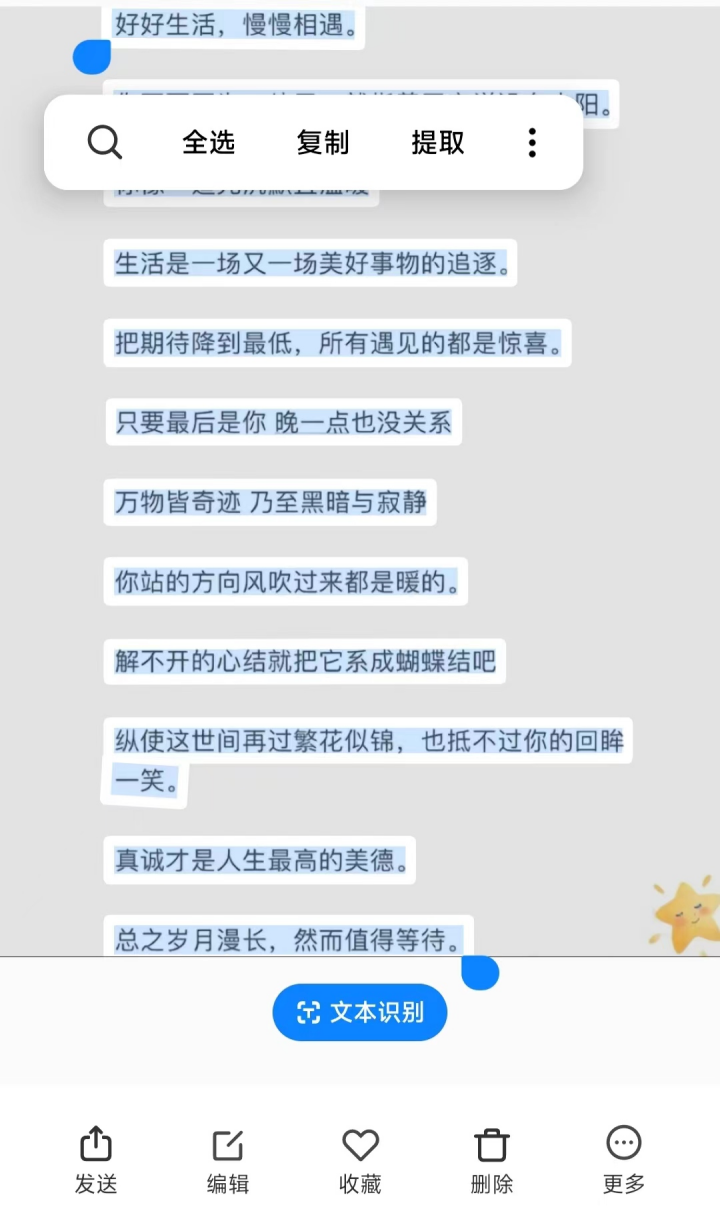 好好生活，慢慢相遇。
阳。
全选 复制 提取
生活是一场又一场美好事物的追逐。
把期待降到最低，所有遇见的都是惊喜。
只要最后是你 晚一点也没关系
万物皆奇迹 乃至黑暗与寂静
你站的方向风吹过来都是暖的。
解不开的心结就把它系成蝴蝶结吧
纵使这世间再过繁花似锦，也抵不过你的回眸
一笑。
真诚才是人生最高的美德。
总之岁月漫长，然而值得等待。
文本识别
发送 编辑 收藏 删除 更多